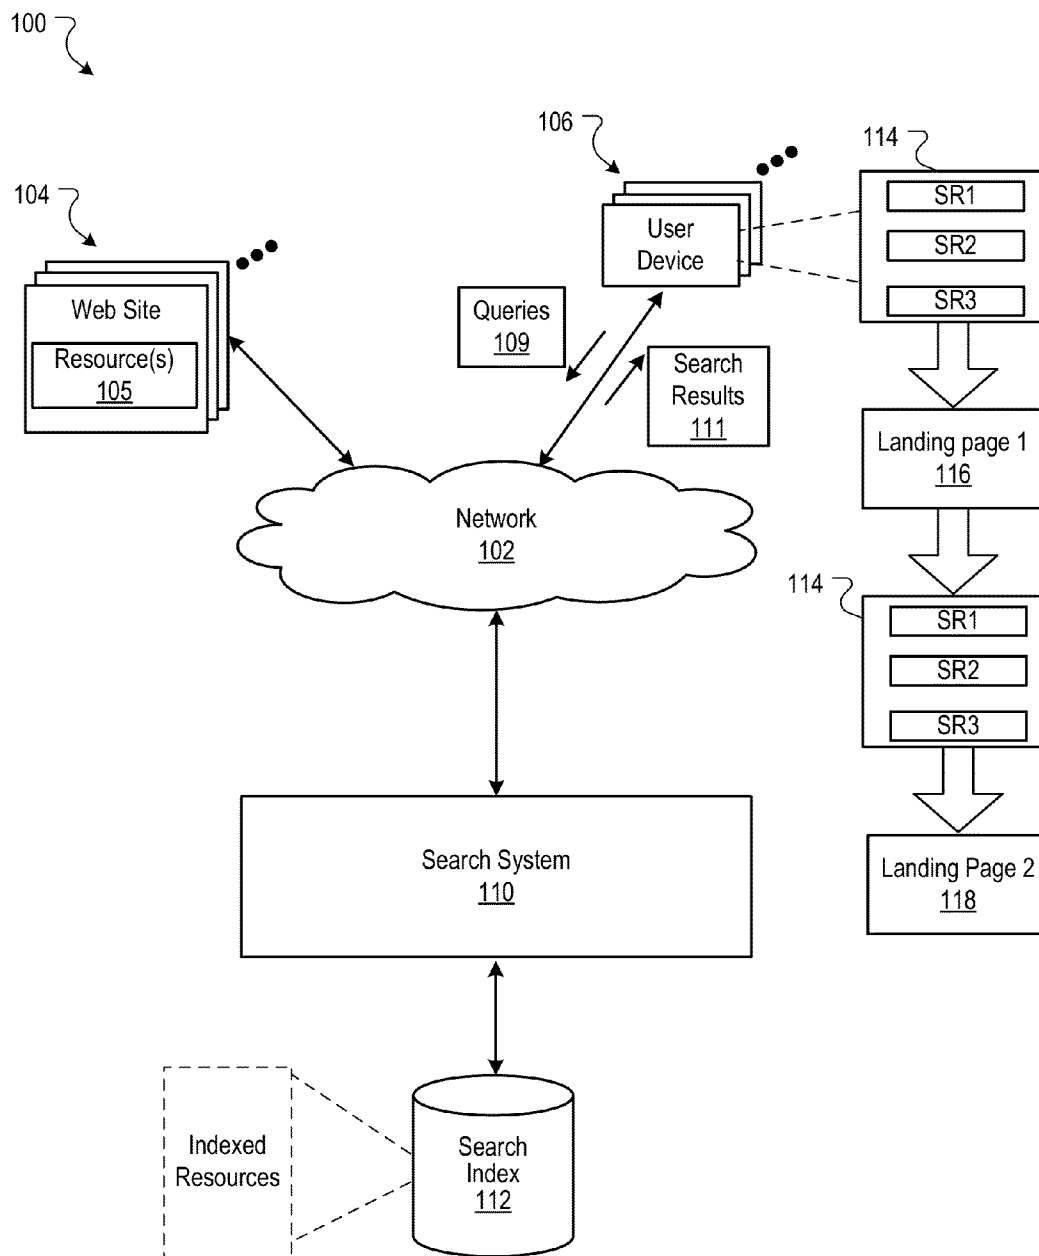 100
106
114
104
SR1
SR2
SR3
User
Device
Web Site
Resource(s)
105
Queries
109
Search
Results
111
Landing page 1
116
Network
102
114
SR1
SR2
SR3
Search System
110
Landing Page 2
118
Indexed
Resources
Search
Index
112